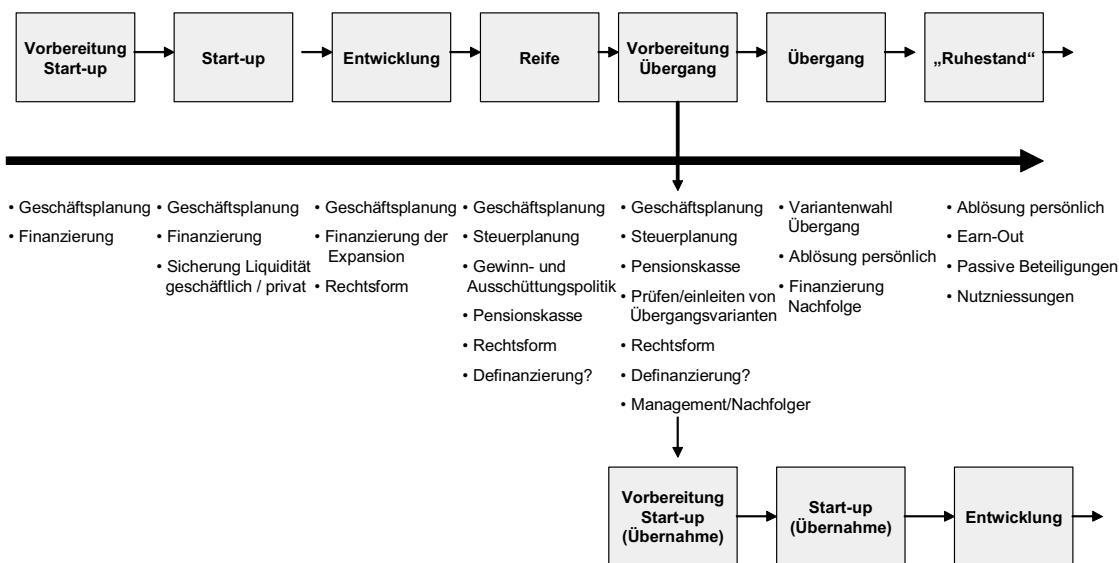 Vorbereitung
Start-up
Start-up
Entwicklung
Reife
Vorbereitung
Übergang
Übergang
„Ruhestand“
• Geschäftsplanung
• Finanzierung
• Geschäftsplanung
• Finanzierung
• Sicherung Liquidität
geschäftlich / privat
• Geschäftsplanung
• Finanzierung der
Expansion
• Rechtsform
• Geschäftsplanung
• Steuerplanung
• Gewinn- und
Ausschüttungspolitik
• Pensionskasse
• Rechtsform
• Definanzierung?
• Geschäftsplanung
• Steuerplanung
• Pensionskasse
• Prüfen/einleiten von
Übergangsvarianten
• Rechtsform
• Definanzierung?
• Management/Nachfolger
• Variantenwahl
Übergang
• Ablösung persönlich
• Finanzierung
Nachfolge
• Ablösung persönlich
• Earn-Out
• Passive Beteiligungen
• Nutzniessungen
Vorbereitung
Start-up
(Übernahme)
Start-up
(Übernahme)
Entwicklung